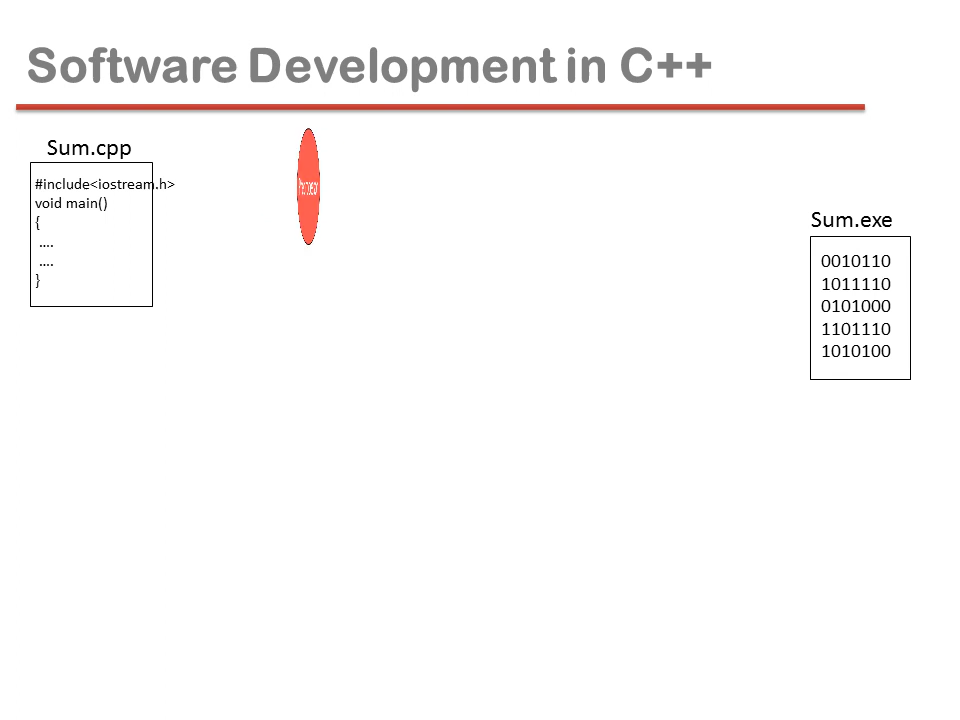 Software Development in C++
Sum.cpp
#include<iostream.h>
void main()
{
....
....
}
Sum.exe
0010110
1011110
0101000
1101110
1010100